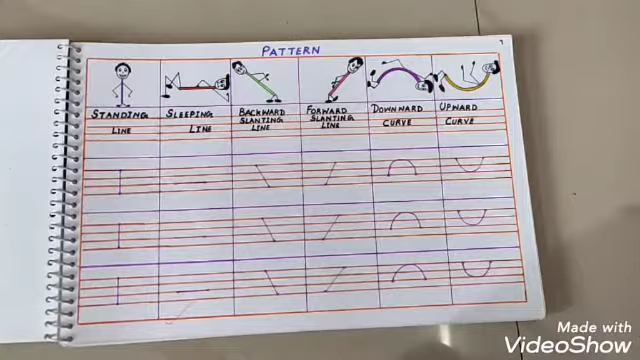 PATTERN
STANDING
LINE
SLEEPING
LINE
BACKWARD
SLANTING
LINE
FORWARD
SLANTING
LINE
DOWNWARD
CURVE
UPWARD
CURVE
Made with
VideoShow